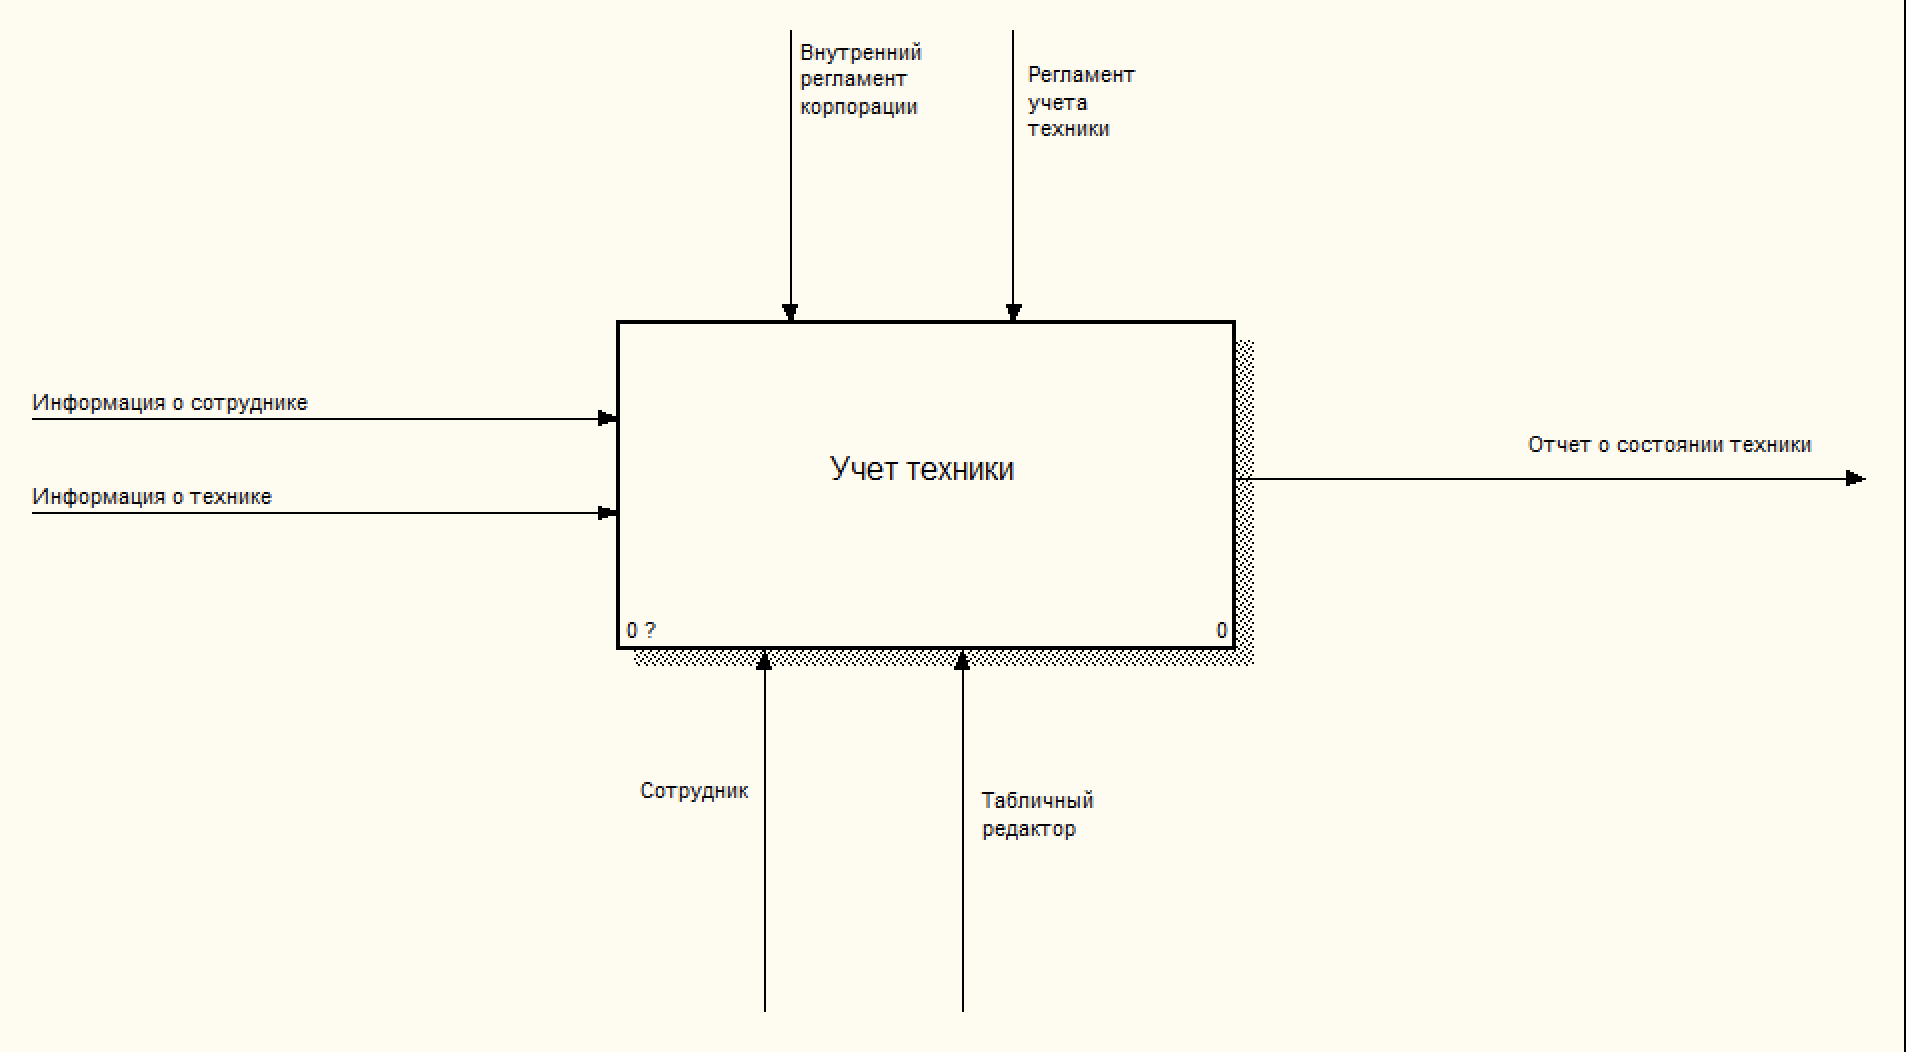 Внутренний
регламент
корпорации
Регламент
учета
техники
Информация о сотруднике
Информация о технике
Учет техники
Отчет о состоянии техники
0 ?
0
Сотрудник
Табличный
редактор